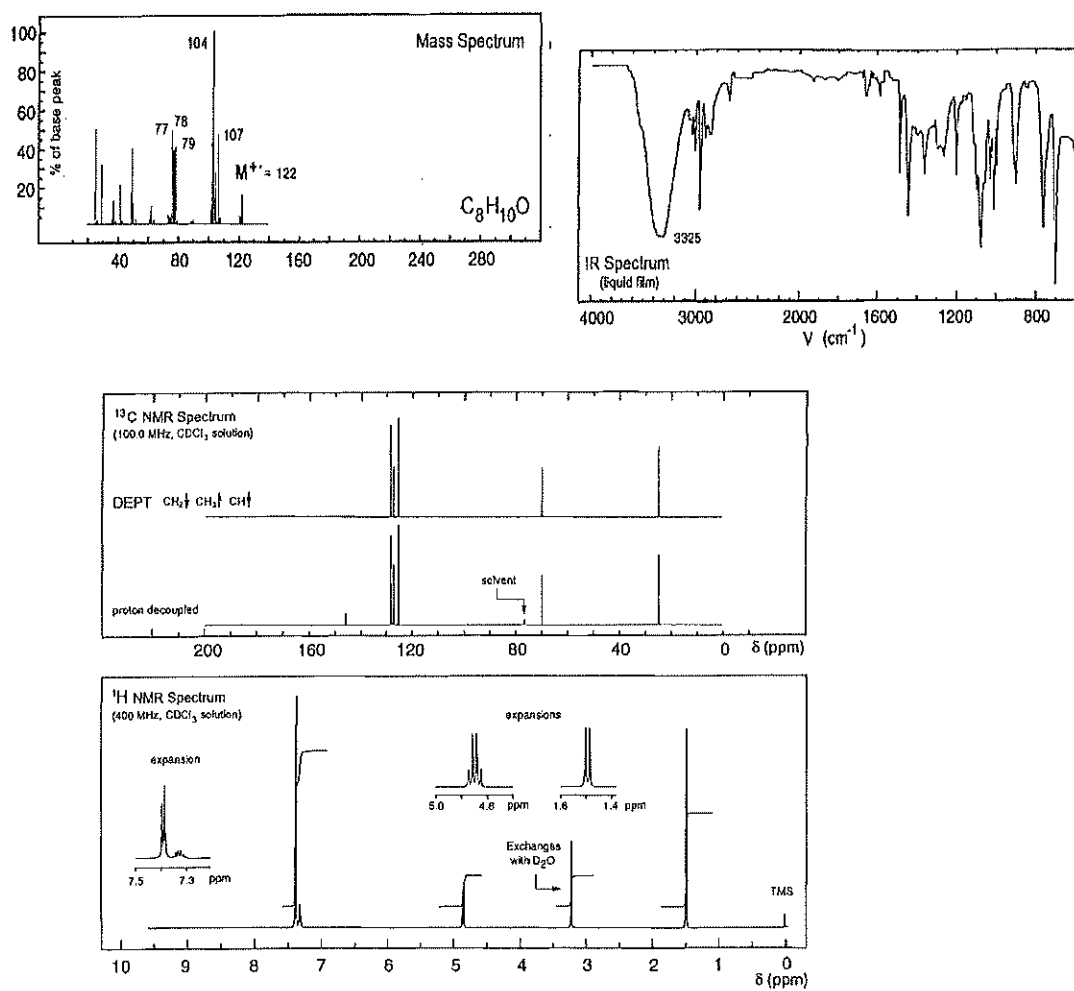 Mass Spectrum
% of base peak
100
80
60
40
20
104
77
78
79
107
M+· = 122
C8H10O
40 80 120 160 200 240 280
3325
IR Spectrum
(liquid film)
4000 3000 2000 1600 1200 800
V (cm-1)
13C NMR Spectrum
(100.0 MHz, CDCl3 solution)
DEPT CH2 CH3 CH
solvent
proton decoupled
200 160 120 80 40 0 δ (ppm)
1H NMR Spectrum
(400 MHz, CDCl3 solution)
expansion
7.5 7.3 ppm
expansions
5.0 4.8 ppm
1.6 1.4 ppm
Exchanges
with D2O
TMS
10 9 8 7 6 5 4 3 2 1 0
δ (ppm)